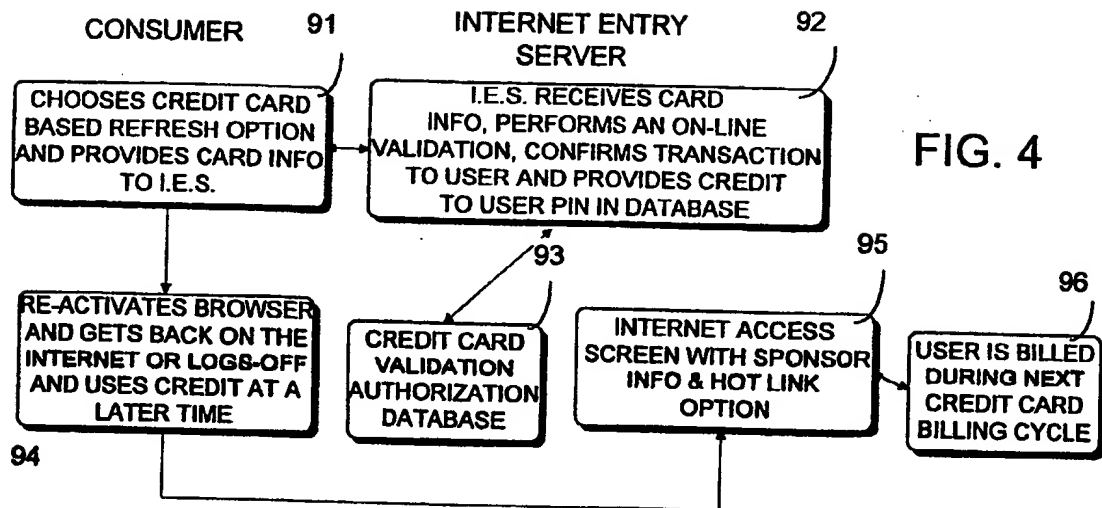 CONSUMER
91
INTERNET ENTRY
SERVER
92
CHOOSES CREDIT CARD
BASED REFRESH OPTION
AND PROVIDES CARD INFO
TO I.E.S.
I.E.S. RECEIVES CARD
INFO, PERFORMS AN ON-LINE
VALIDATION, CONFIRMS TRANSACTION
TO USER AND PROVIDES CREDIT
TO USER PIN IN DATABASE
FIG. 4
93
95
96
RE-ACTIVATES BROWSER
AND GETS BACK ON THE
INTERNET OR LOGS-OFF
AND USES CREDIT AT A
LATER TIME
94
CREDIT CARD
VALIDATION
AUTHORIZATION
DATABASE
INTERNET ACCESS
SCREEN WITH SPONSOR
INFO & HOT LINK
OPTION
USER IS BILLED
DURING NEXT
CREDIT CARD
BILLING CYCLE